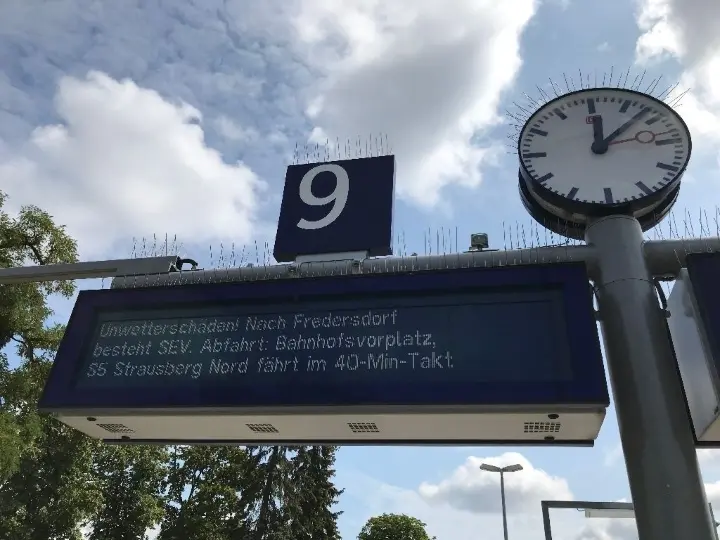 9
Unwetterschaden! Nach Fredersdorf
besteht SEV. Abfahrt: Bahnhofsvorplatz,
S5 Strausberg Nord fährt im 40-Min-Takt